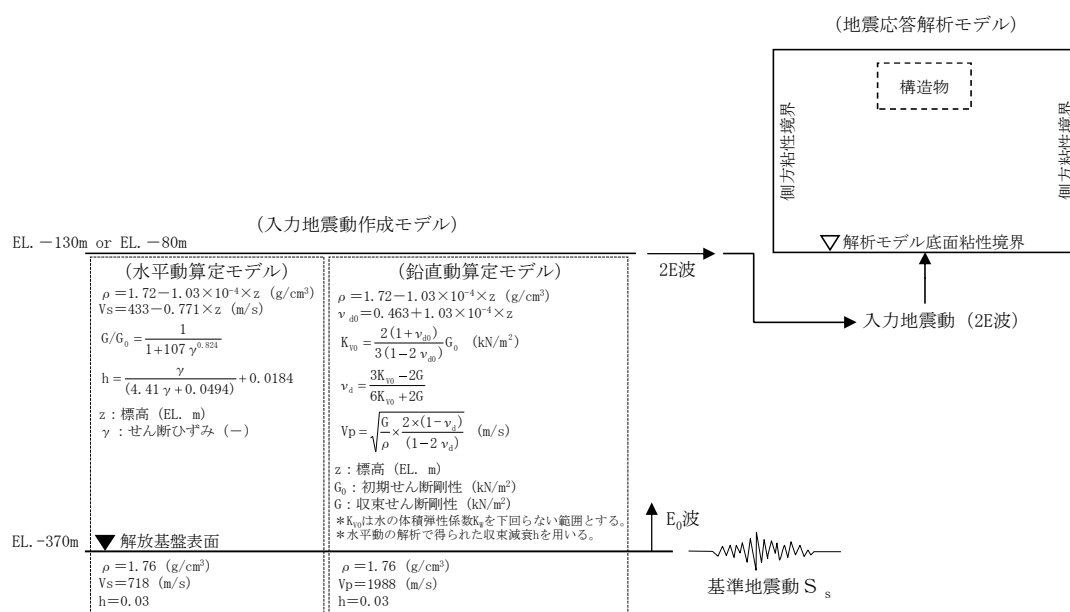 (地震応答解析モデル)
構造物
側方粘性境界
側方粘性境界
▽解析モデル底面粘性境界
(入力地震動作成モデル)
EL.－130m or EL.－80m
2E波
入力地震動（2E波）
(水平動算定モデル)
ρ＝1.72－1.03×10⁻⁴×z (g/cm³)
Vs＝433－0.771×z (m/s)
G/G₀＝1/(1+107γ^0.824)
h＝γ/(4.41γ+0.0494)+0.0184
z：標高（EL. m）
γ：せん断ひずみ（－）
(鉛直動算定モデル)
ρ＝1.72－1.03×10⁻⁴×z (g/cm³)
ν_d0＝0.463+1.03×10⁻⁴×z
K_V0＝2(1+ν_d0)/3(1－2ν_d0) G₀ (kN/m²)
ν_d＝(3K_V0－2G)/(6K_V0+2G)
Vp＝√(G/ρ×2×(1－ν_d)/(1－2ν_d)) (m/s)
z：標高（EL. m）
G₀：初期せん断剛性（kN/m²）
G：収束せん断剛性（kN/m²）
＊K_V0は水の体積弾性係数K_Wを下回らない範囲とする。
＊水平動の解析で得られた収束減衰hを用いる。
E₀波
EL.-370m
▼解放基盤表面
ρ＝1.76 (g/cm³)
Vs＝718 (m/s)
h＝0.03
ρ＝1.76 (g/cm³)
Vp＝1988 (m/s)
h＝0.03
基準地震動Ｓs